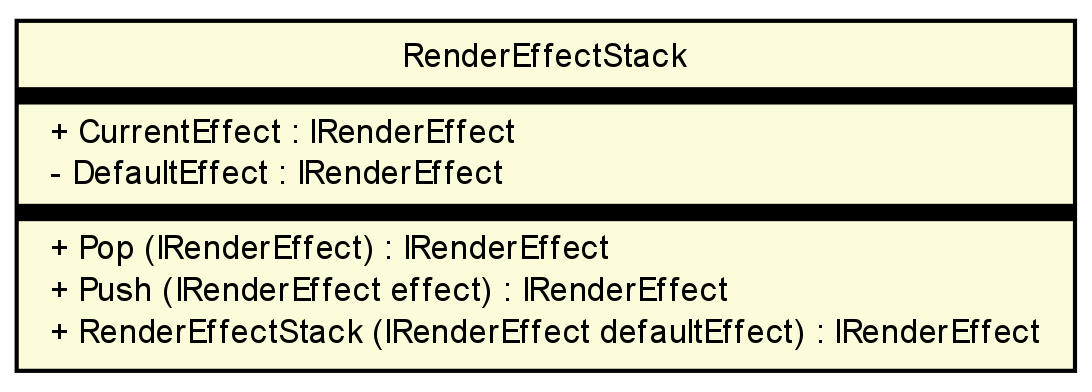 RenderEffectStack
+ CurrentEffect : IRenderEffect
- DefaultEffect : IRenderEffect
+ Pop (IRenderEffect) : IRenderEffect
+ Push (IRenderEffect effect) : IRenderEffect
+ RenderEffectStack (IRenderEffect defaultEffect) : IRenderEffect